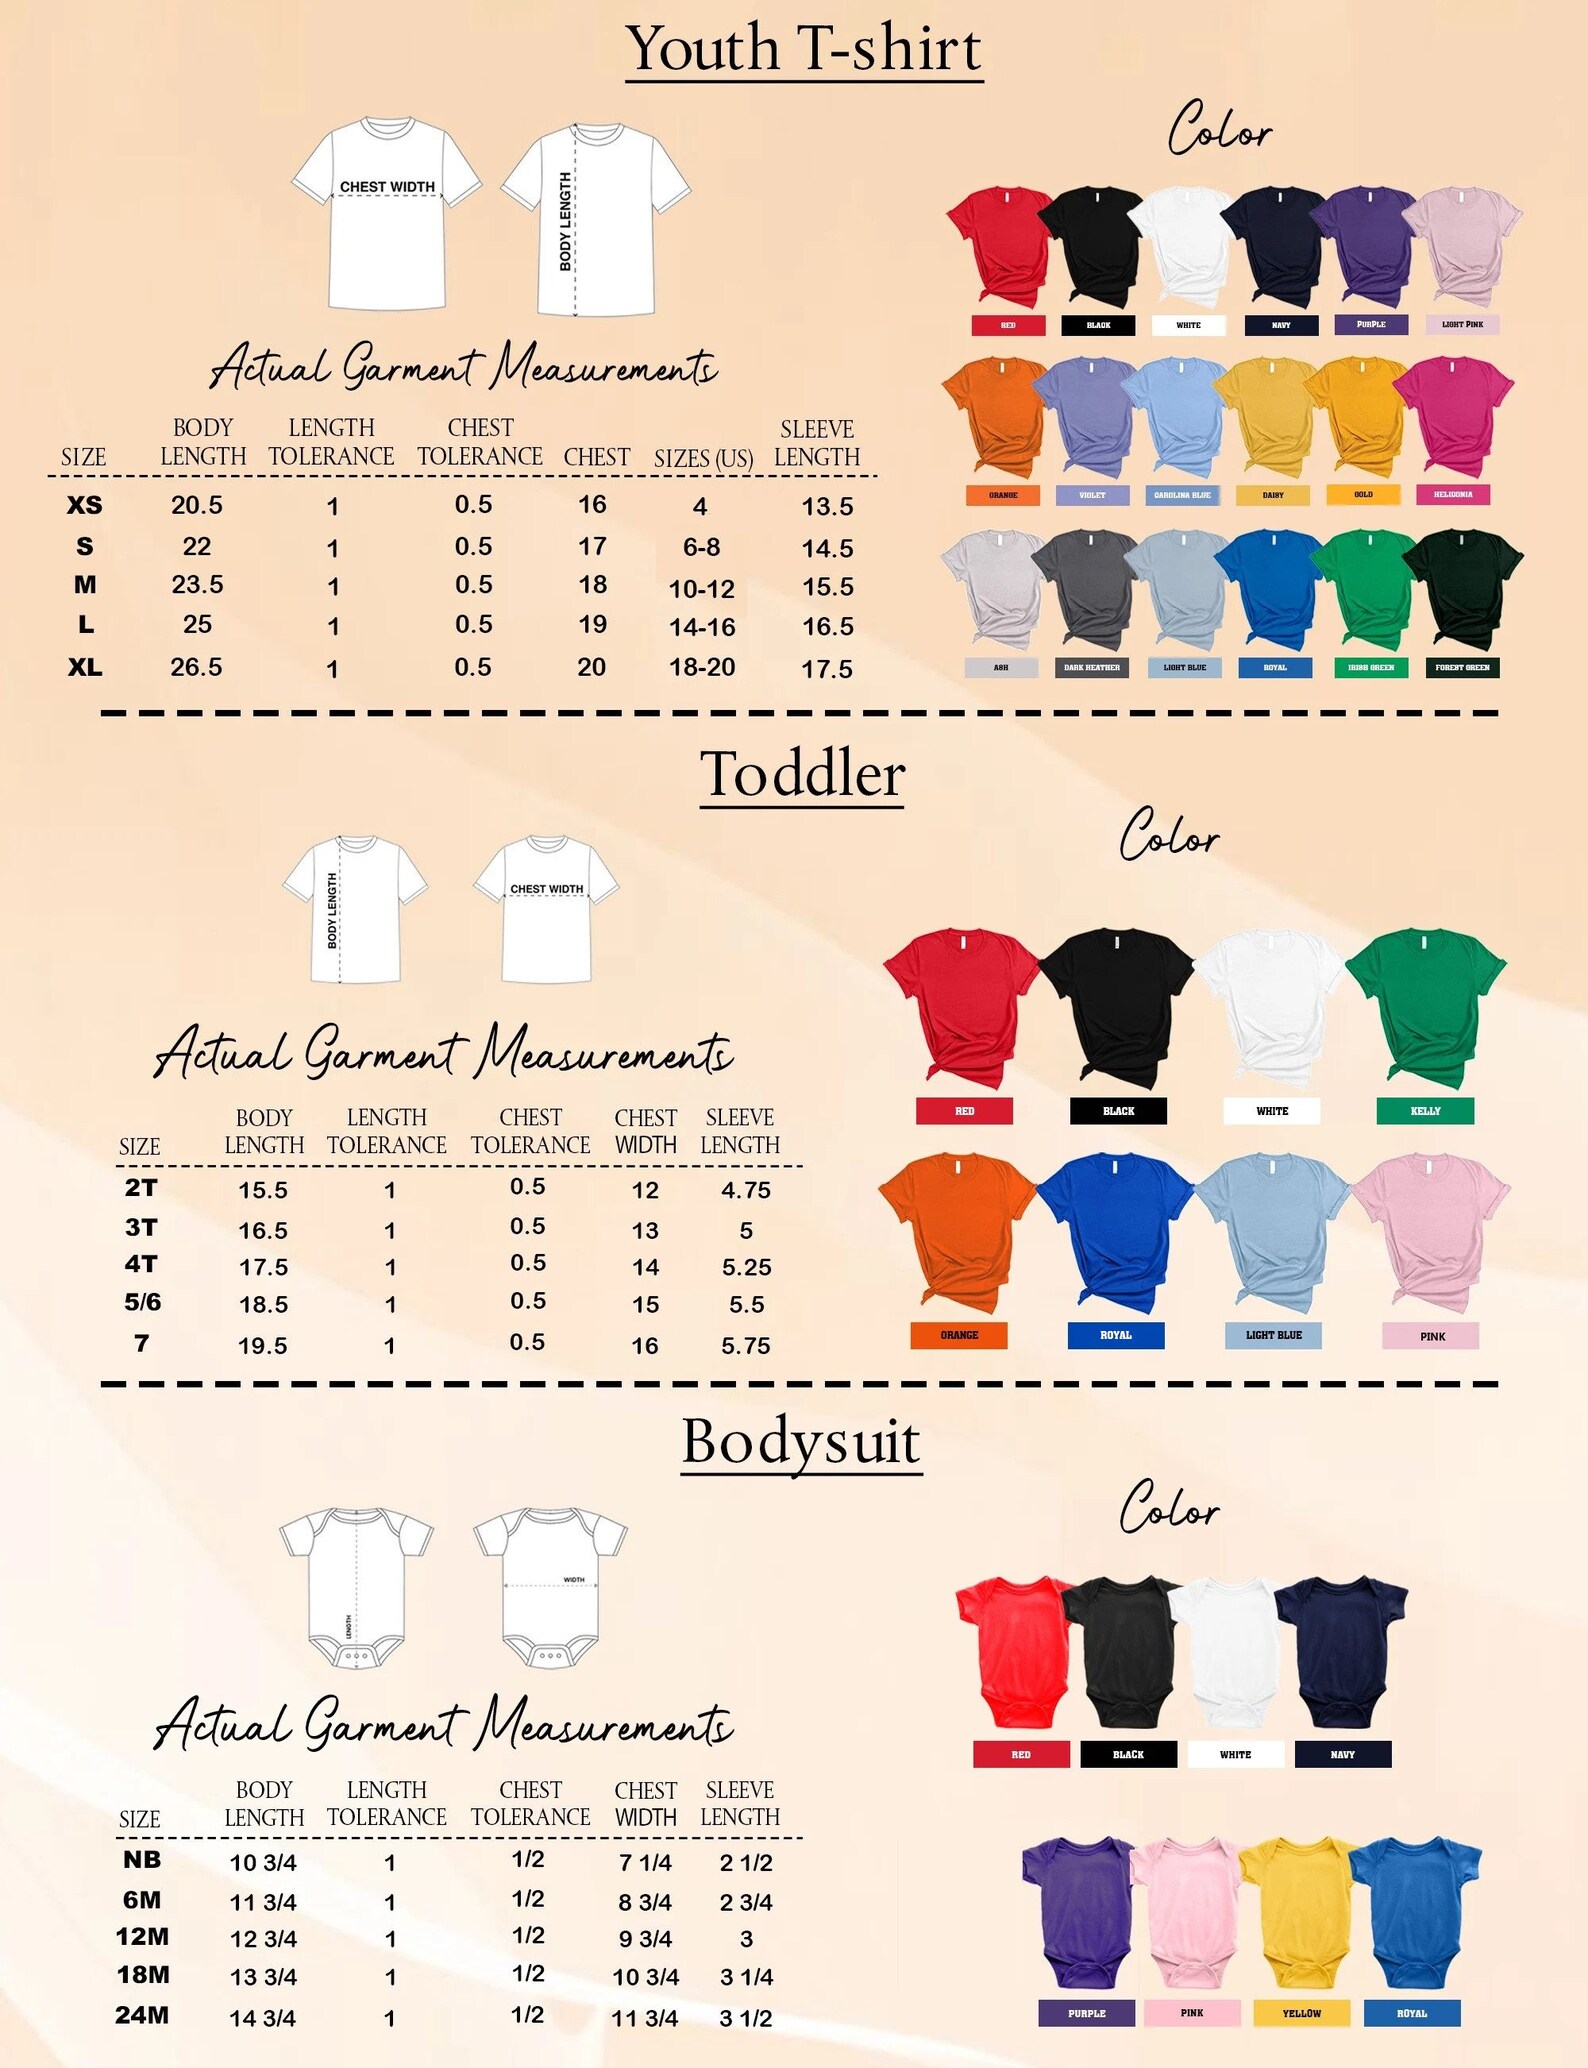 Youth T-shirt
CHEST WIDTH
BODY LENGTH
Color
RED BLACK WHITE NAVY PURPLE LIGHT PINK
ORANGE VIOLET CAROLINA BLUE DAISY GOLD HELICONIA
ASH DARK HEATHER LIGHT BLUE ROYAL IRISH GREEN FOREST GREEN
Actual Garment Measurements
SIZE BODY LENGTH LENGTH TOLERANCE CHEST TOLERANCE CHEST SIZES (US) SLEEVE LENGTH
XS 20.5 1 0.5 16 4 13.5
S 22 1 0.5 17 6-8 14.5
M 23.5 1 0.5 18 10-12 15.5
L 25 1 0.5 19 14-16 16.5
XL 26.5 1 0.5 20 18-20 17.5
Toddler
BODY LENGTH
CHEST WIDTH
Color
RED BLACK WHITE KELLY
ORANGE ROYAL LIGHT BLUE PINK
Actual Garment Measurements
SIZE BODY LENGTH LENGTH TOLERANCE CHEST TOLERANCE CHEST WIDTH SLEEVE LENGTH
2T 15.5 1 0.5 12 4.75
3T 16.5 1 0.5 13 5
4T 17.5 1 0.5 14 5.25
5/6 18.5 1 0.5 15 5.5
7 19.5 1 0.5 16 5.75
Bodysuit
LENGTH
WIDTH
Color
RED BLACK WHITE NAVY
PURPLE PINK YELLOW ROYAL
Actual Garment Measurements
SIZE BODY LENGTH LENGTH TOLERANCE CHEST TOLERANCE CHEST WIDTH SLEEVE LENGTH
NB 10 3/4 1 1/2 7 1/4 2 1/2
6M 11 3/4 1 1/2 8 3/4 2 3/4
12M 12 3/4 1 1/2 9 3/4 3
18M 13 3/4 1 1/2 10 3/4 3 1/4
24M 14 3/4 1 1/2 11 3/4 3 1/2